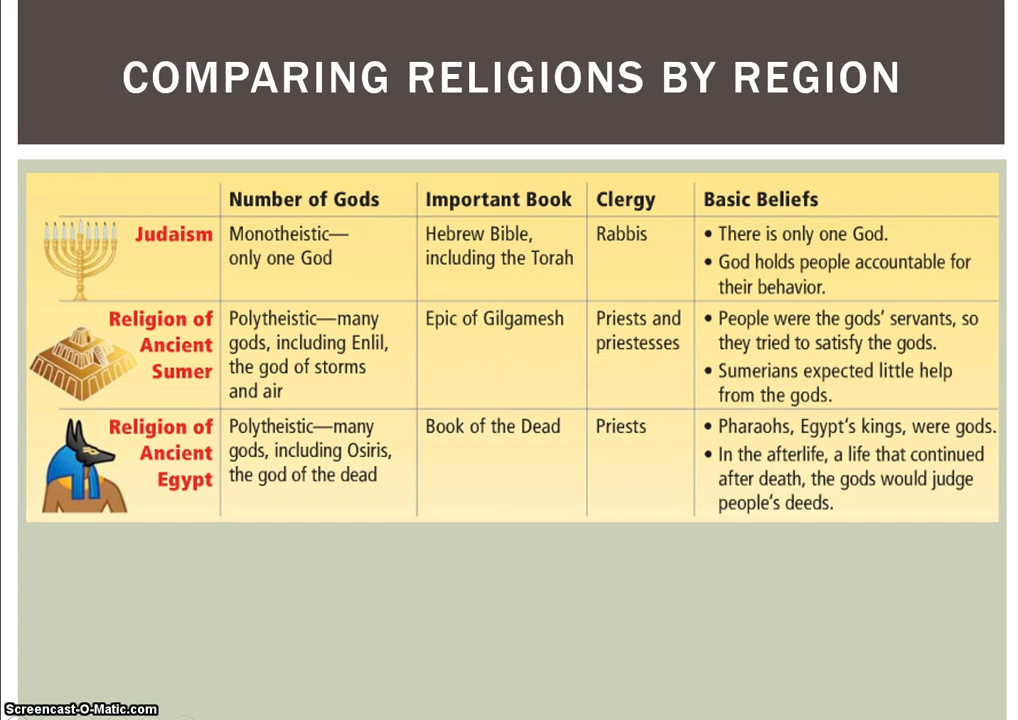 COMPARING RELIGIONS BY REGION
Number of Gods
Important Book
Clergy
Basic Beliefs
Judaism
Monotheistic—
only one God
Hebrew Bible,
including the Torah
Rabbis
• There is only one God.
• God holds people accountable for
their behavior.
Religion of
Ancient
Sumer
Polytheistic—many
gods, including Enlil,
the god of storms
and air
Epic of Gilgamesh
Priests and
priestesses
• People were the gods' servants, so
they tried to satisfy the gods.
• Sumerians expected little help
from the gods.
Religion of
Ancient
Egypt
Polytheistic—many
gods, including Osiris,
the god of the dead
Book of the Dead
Priests
• Pharaohs, Egypt's kings, were gods.
• In the afterlife, a life that continued
after death, the gods would judge
people's deeds.
Screencast-O-Matic.com